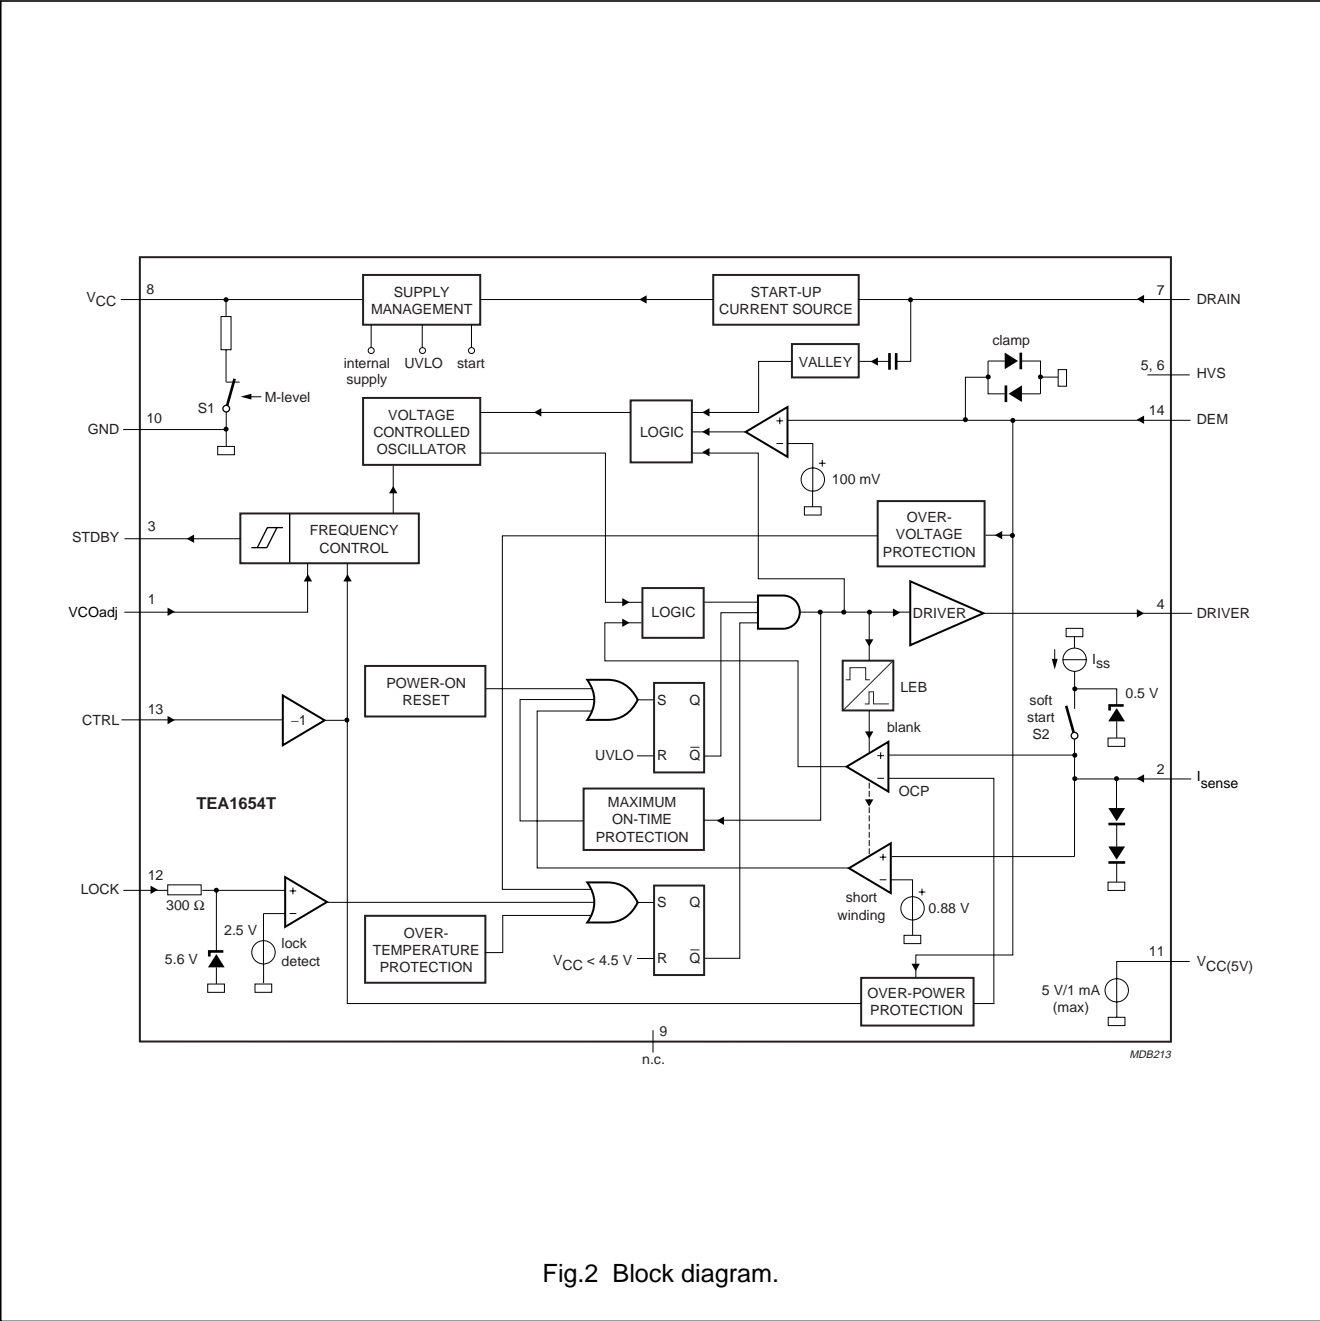 8
VCC
SUPPLY
MANAGEMENT
START-UP
CURRENT SOURCE
7
DRAIN
internal
supply
UVLO
start
VALLEY
clamp
5, 6
HVS
S1
M-level
10
GND
VOLTAGE
CONTROLLED
OSCILLATOR
LOGIC
+
−
14
DEM
+
100 mV
3
STDBY
FREQUENCY
CONTROL
OVER-
VOLTAGE
PROTECTION
1
VCOadj
LOGIC
DRIVER
4
DRIVER
ISS
POWER-ON
RESET
S
Q
UVLO
R
Q̅
LEB
blank
soft
start
S2
0.5 V
13
CTRL
−1
+
−
OCP
2
Isense
TEA1654T
MAXIMUM
ON-TIME
PROTECTION
12
LOCK
300 Ω
+
−
2.5 V
lock
detect
5.6 V
+
−
short
winding
+
0.88 V
OVER-
TEMPERATURE
PROTECTION
S
Q
VCC < 4.5 V
R
Q̅
OVER-POWER
PROTECTION
11
VCC(5V)
5 V/1 mA
(max)
9
n.c.
MDB213
Fig.2 Block diagram.